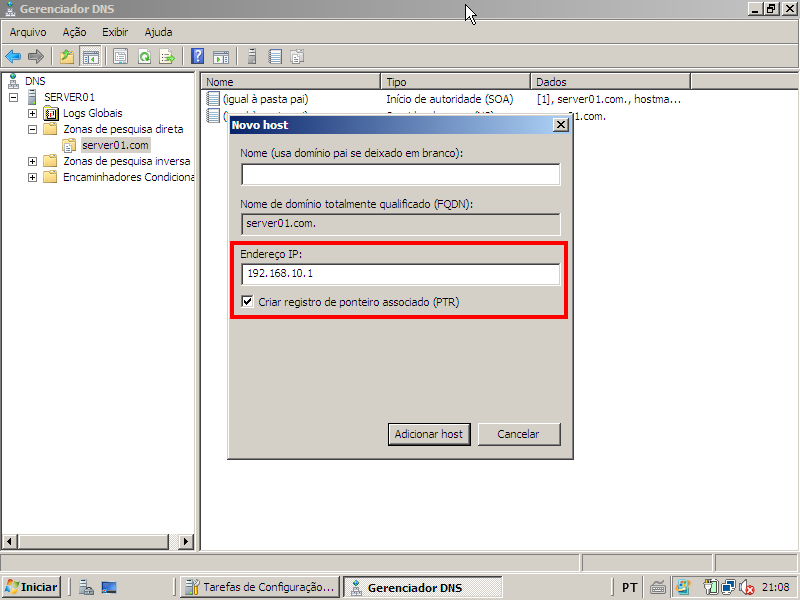 Gerenciador DNS
Arquivo Ação Exibir Ajuda
DNS
SERVER01
Logs Globais
Zonas de pesquisa direta
server01.com
Zonas de pesquisa inversa
Encaminhadores Condiciona
Nome Tipo Dados
(igual à pasta pai) Início de autoridade (SOA) [1], server01.com., hostma...
1.com.
Novo host
Nome (usa domínio pai se deixado em branco):
Nome de domínio totalmente qualificado (FQDN):
server01.com.
Endereço IP:
192.168.10.1
Criar registro de ponteiro associado (PTR)
Adicionar host Cancelar
Iniciar Tarefas de Configuração... Gerenciador DNS PT 21:08